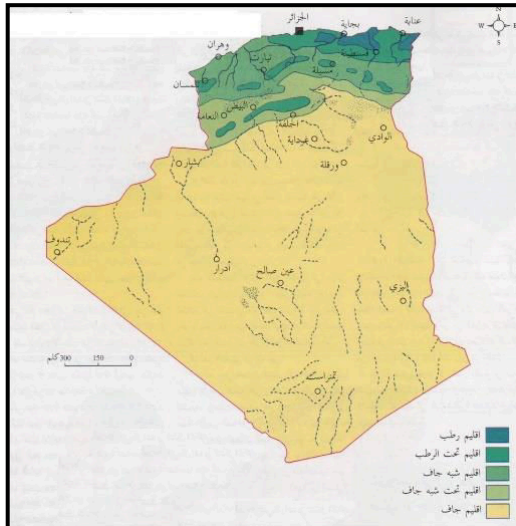 الجزائر
بجاية
عنابة
وهران
تيارت
قسنطينة
تلمسان
مسيلة
البيض
النعامة
الجلفة
الوادي
غرداية
بشار
ورقلة
تندوف
أدرار
عين صالح
اليزي
تمنراست
300 150 0 كلم
N
W E
S
اقليم رطب
اقليم تحت الرطب
اقليم شبه جاف
اقليم تحت شبه جاف
اقليم جاف